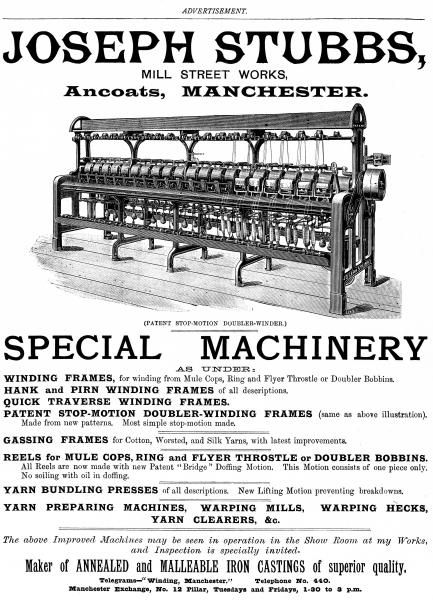 ADVERTISEMENT.
JOSEPH STUBBS,
MILL STREET WORKS,
Ancoats, MANCHESTER.
(PATENT STOP-MOTION DOUBLER-WINDER.)
SPECIAL MACHINERY
AS UNDER:
WINDING FRAMES, for winding from Mule Cops, Ring and Flyer Throstle or Doubler Bobbins.
HANK and PIRN WINDING FRAMES of all descriptions.
QUICK TRAVERSE WINDING FRAMES.
PATENT STOP-MOTION DOUBLER-WINDING FRAMES (same as above illustration).
Made from new patterns. Most simple stop-motion made.
GASSING FRAMES for Cotton, Worsted, and Silk Yarns, with latest improvements.
REELS for MULE COPS, RING and FLYER THROSTLE or DOUBLER BOBBINS.
All Reels are now made with new Patent "Bridge" Doffing Motion. This Motion consists of one piece only.
No soiling with oil in doffing.
YARN BUNDLING PRESSES of all descriptions. New Lifting Motion preventing breakdowns.
YARN PREPARING MACHINES, WARPING MILLS, WARPING HECKS,
YARN CLEARERS, &c.
The above Improved Machines may be seen in operation in the Show Room at my Works,
and Inspection is specially invited.
Maker of ANNEALED and MALLEABLE IRON CASTINGS of superior quality.
Telegrams—"Winding, Manchester." Telephone No. 440.
Manchester Exchange, No. 12 Pillar, Tuesdays and Fridays, 1-30 to 3 p.m.